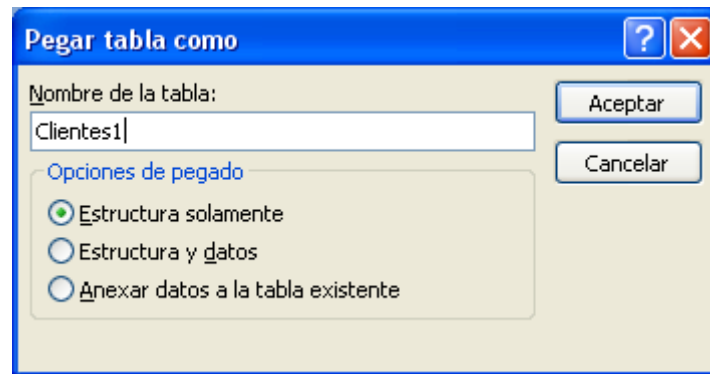 Pegar tabla como
Nombre de la tabla:
Clientes1
Aceptar
Cancelar
Opciones de pegado
Estructura solamente
Estructura y datos
Anexar datos a la tabla existente